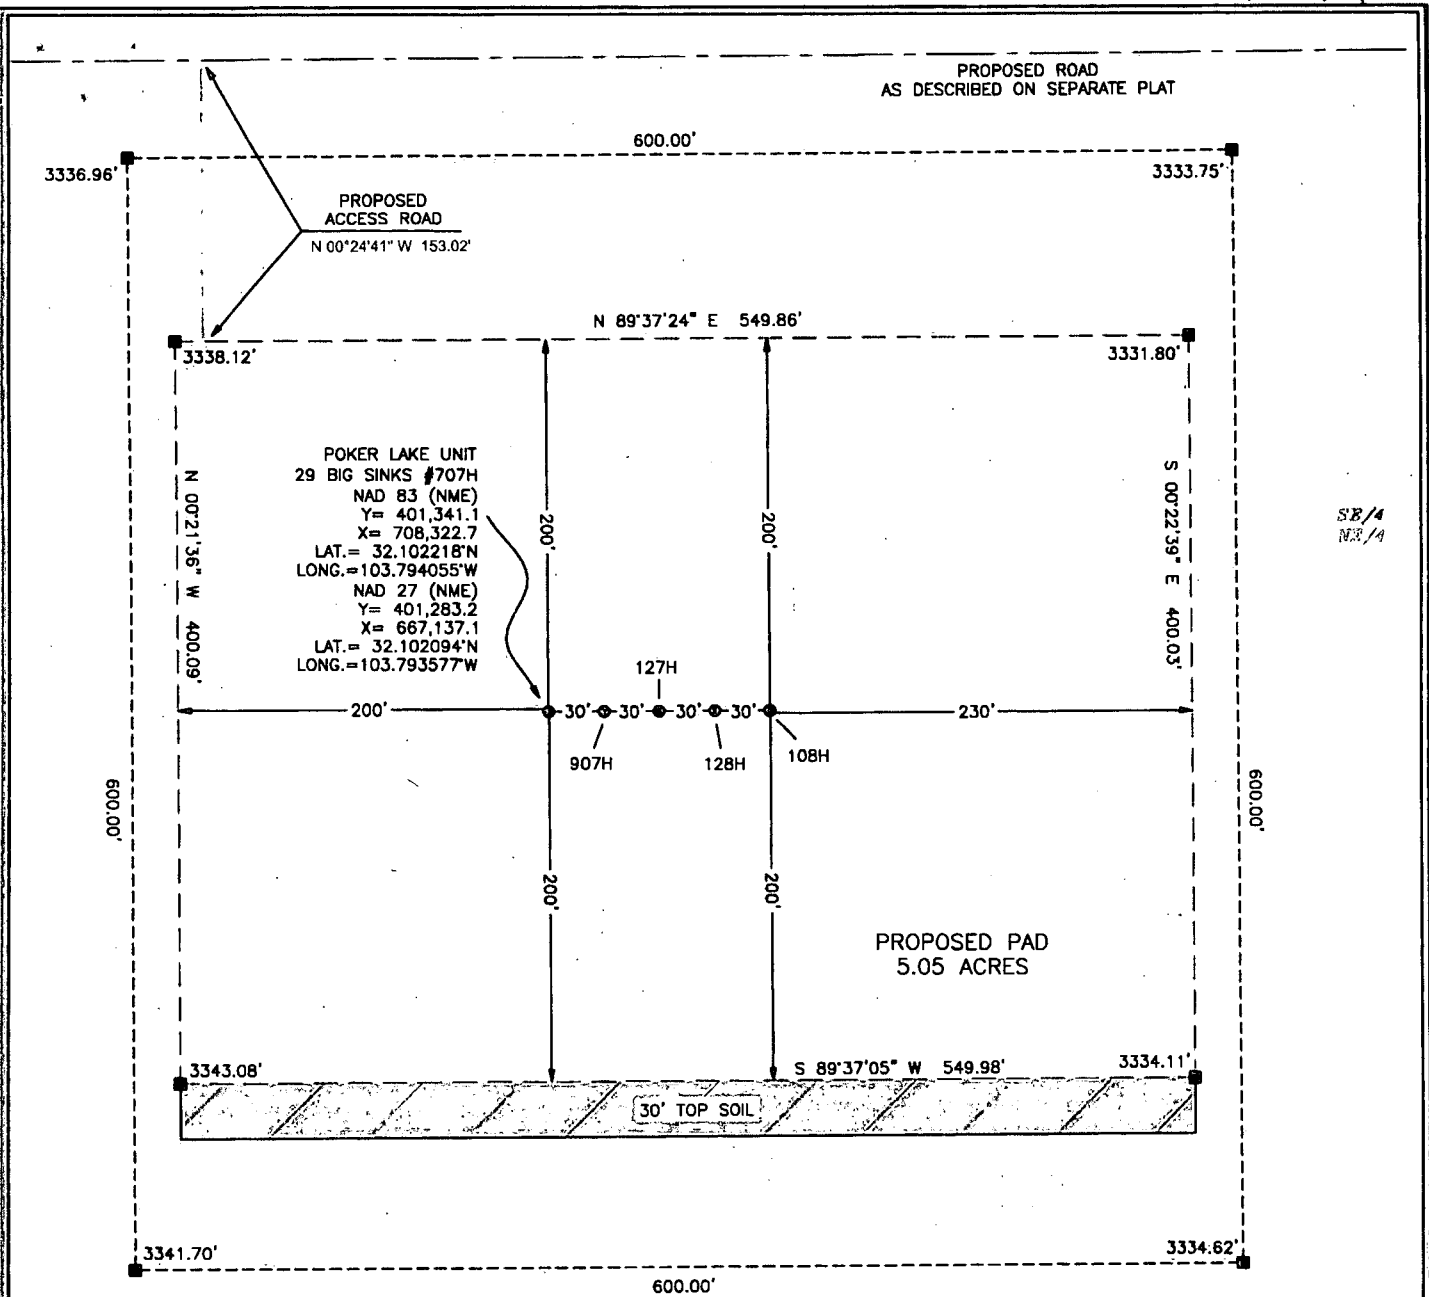 PROPOSED ROAD
AS DESCRIBED ON SEPARATE PLAT
600.00'
3336.96'
3333.75'
PROPOSED
ACCESS ROAD
N 00°24'41" W 153.02'
N 89°37'24" E 549.86'
3338.12'
3331.80'
POKER LAKE UNIT
29 BIG SINKS #707H
NAD 83 (NME)
Y= 401,341.1
X= 708,322.7
LAT.= 32.102218°N
LONG.=103.794055°W
NAD 27 (NME)
Y= 401,283.2
X= 667,137.1
LAT.= 32.102094°N
LONG.=103.793577°W
N 00°21'36" W 400.09'
200'
200'
S 00°22'39" E 400.03'
SE/4
NE/4
127H
200'
30'
30'
30'
30'
230'
907H
128H
108H
600.00'
600.00'
200'
200'
PROPOSED PAD
5.05 ACRES
3343.08'
S 89°37'05" W 549.98'
3334.11'
30' TOP SOIL
3341.70'
3334.62'
600.00'